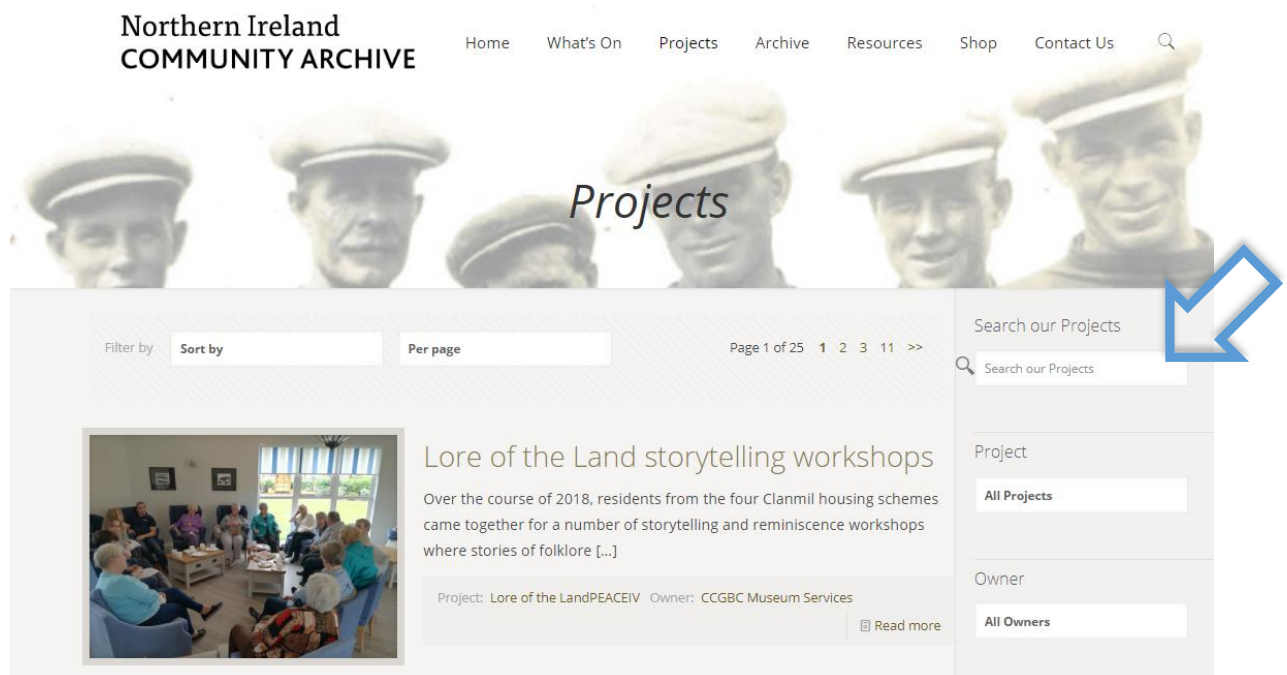 Northern Ireland
COMMUNITY ARCHIVE
Home What's On Projects Archive Resources Shop Contact Us
Projects
Filter by Sort by Per page Page 1 of 25 1 2 3 11 >>
Lore of the Land storytelling workshops
Over the course of 2018, residents from the four Clanmil housing schemes
came together for a number of storytelling and reminiscence workshops
where stories of folklore [...]
Project: Lore of the LandPEACEIV Owner: CCGBC Museum Services
Read more
Search our Projects
Search our Projects
Project
All Projects
Owner
All Owners